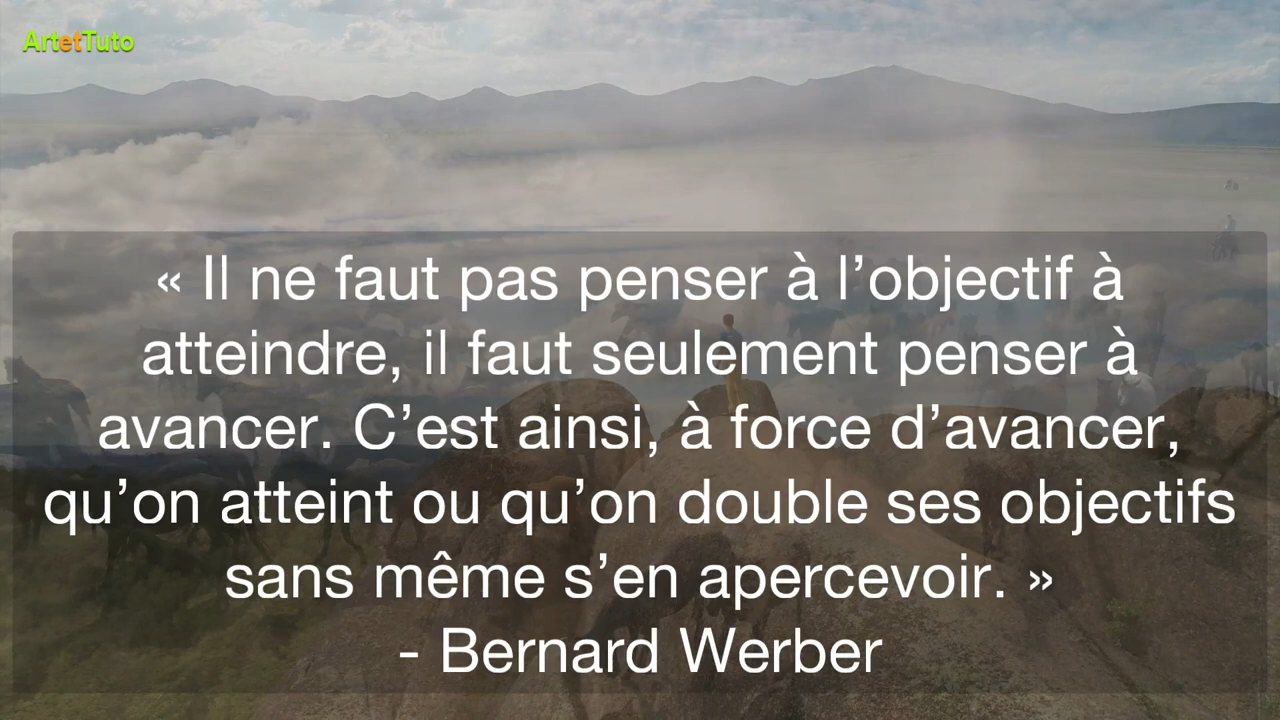 ArtetTuto
« Il ne faut pas penser à l’objectif à
atteindre, il faut seulement penser à
avancer. C’est ainsi, à force d’avancer,
qu’on atteint ou qu’on double ses objectifs
sans même s’en apercevoir. »
- Bernard Werber